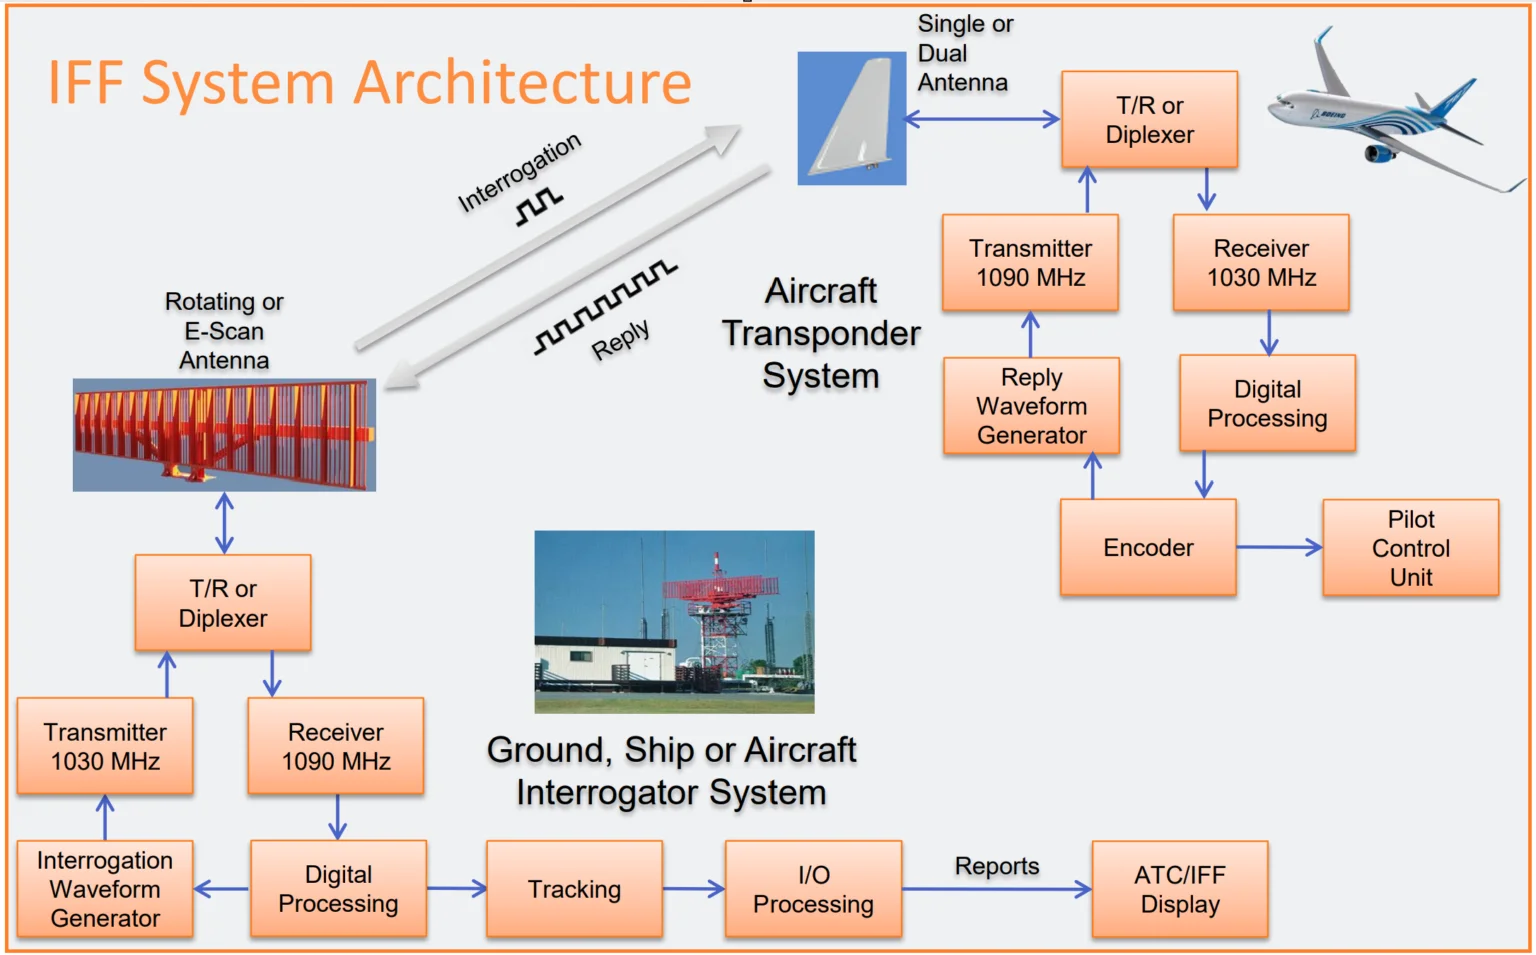 IFF System Architecture
Single or
Dual
Antenna
T/R or
Diplexer
BOEING
Interrogation
Reply
Transmitter
1090 MHz
Receiver
1030 MHz
Aircraft
Transponder
System
Reply
Waveform
Generator
Digital
Processing
Encoder
Pilot
Control
Unit
Rotating or
E-Scan
Antenna
T/R or
Diplexer
Transmitter
1030 MHz
Receiver
1090 MHz
Ground, Ship or Aircraft
Interrogator System
Interrogation
Waveform
Generator
Digital
Processing
Tracking
I/O
Processing
Reports
ATC/IFF
Display